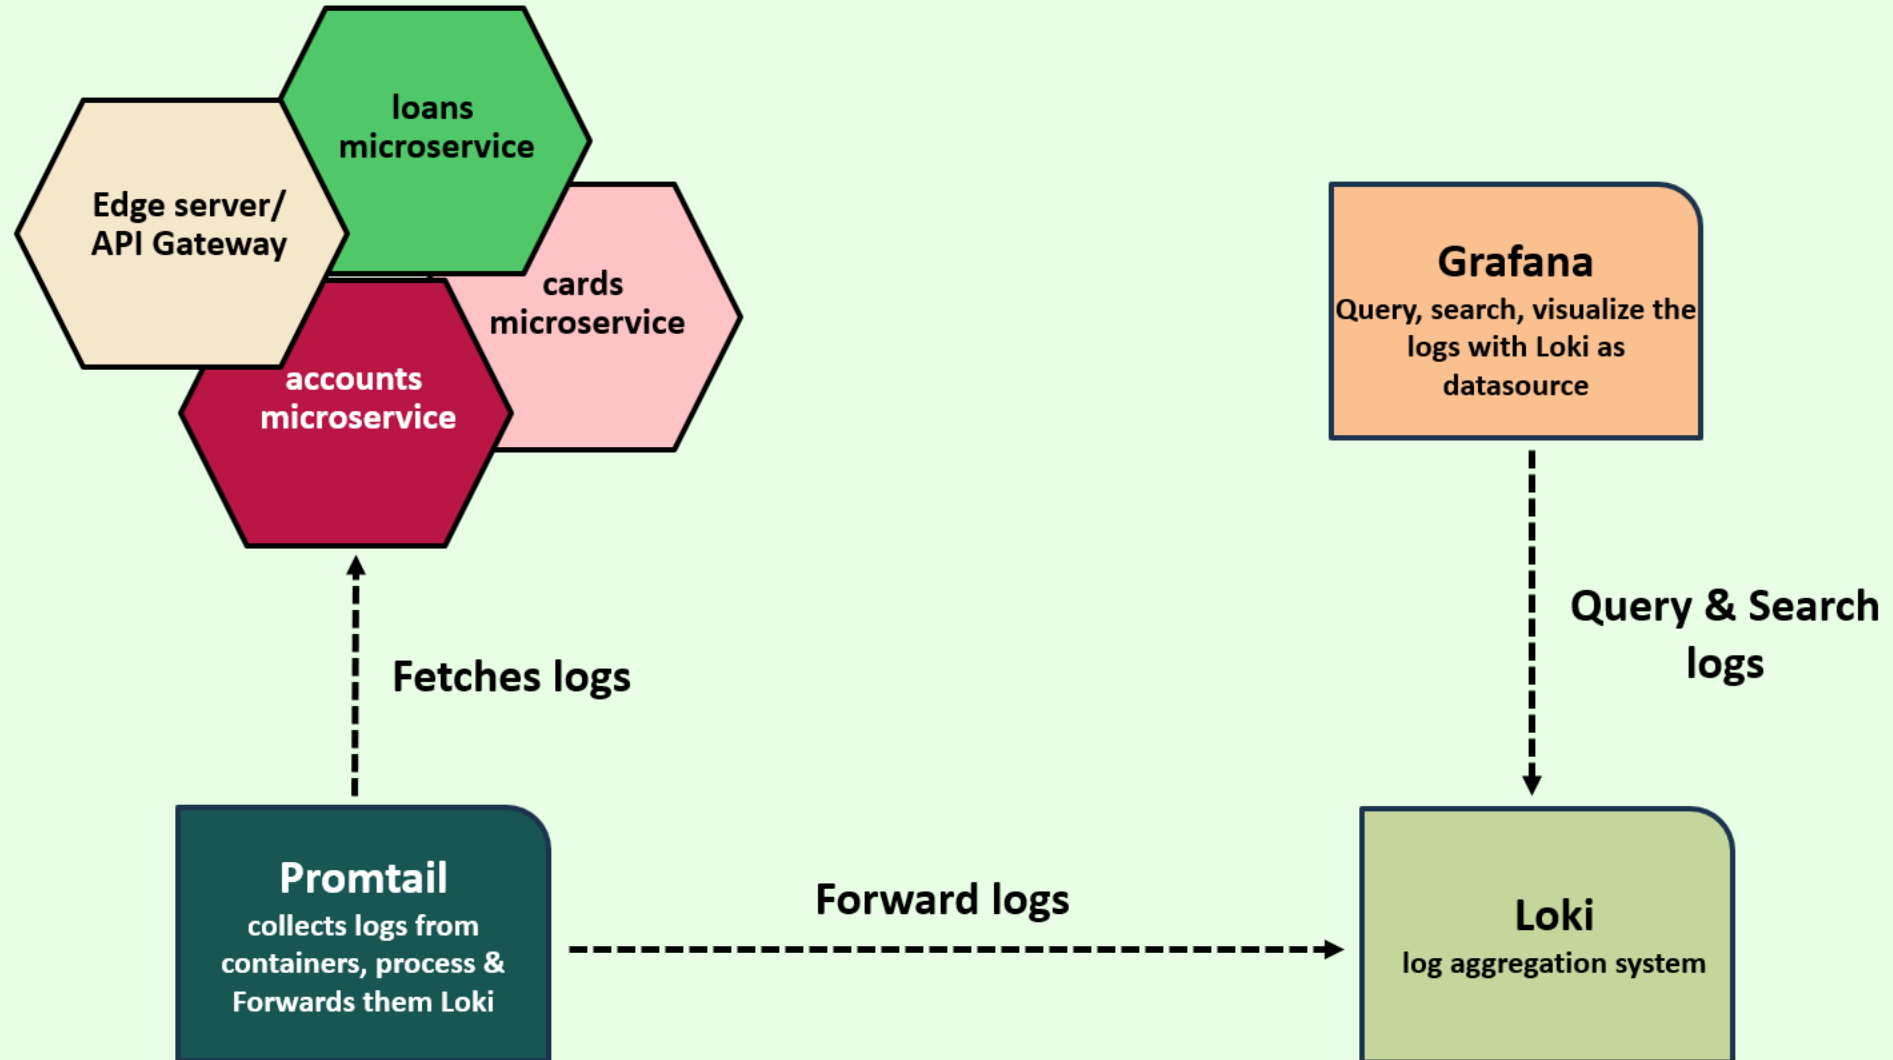 loans
microservice
Edge server/
API Gateway
cards
microservice
accounts
microservice
Grafana
Query, search, visualize the
logs with Loki as
datasource
Fetches logs
Query & Search
logs
Promtail
collects logs from
containers, process &
Forwards them Loki
Forward logs
Loki
log aggregation system